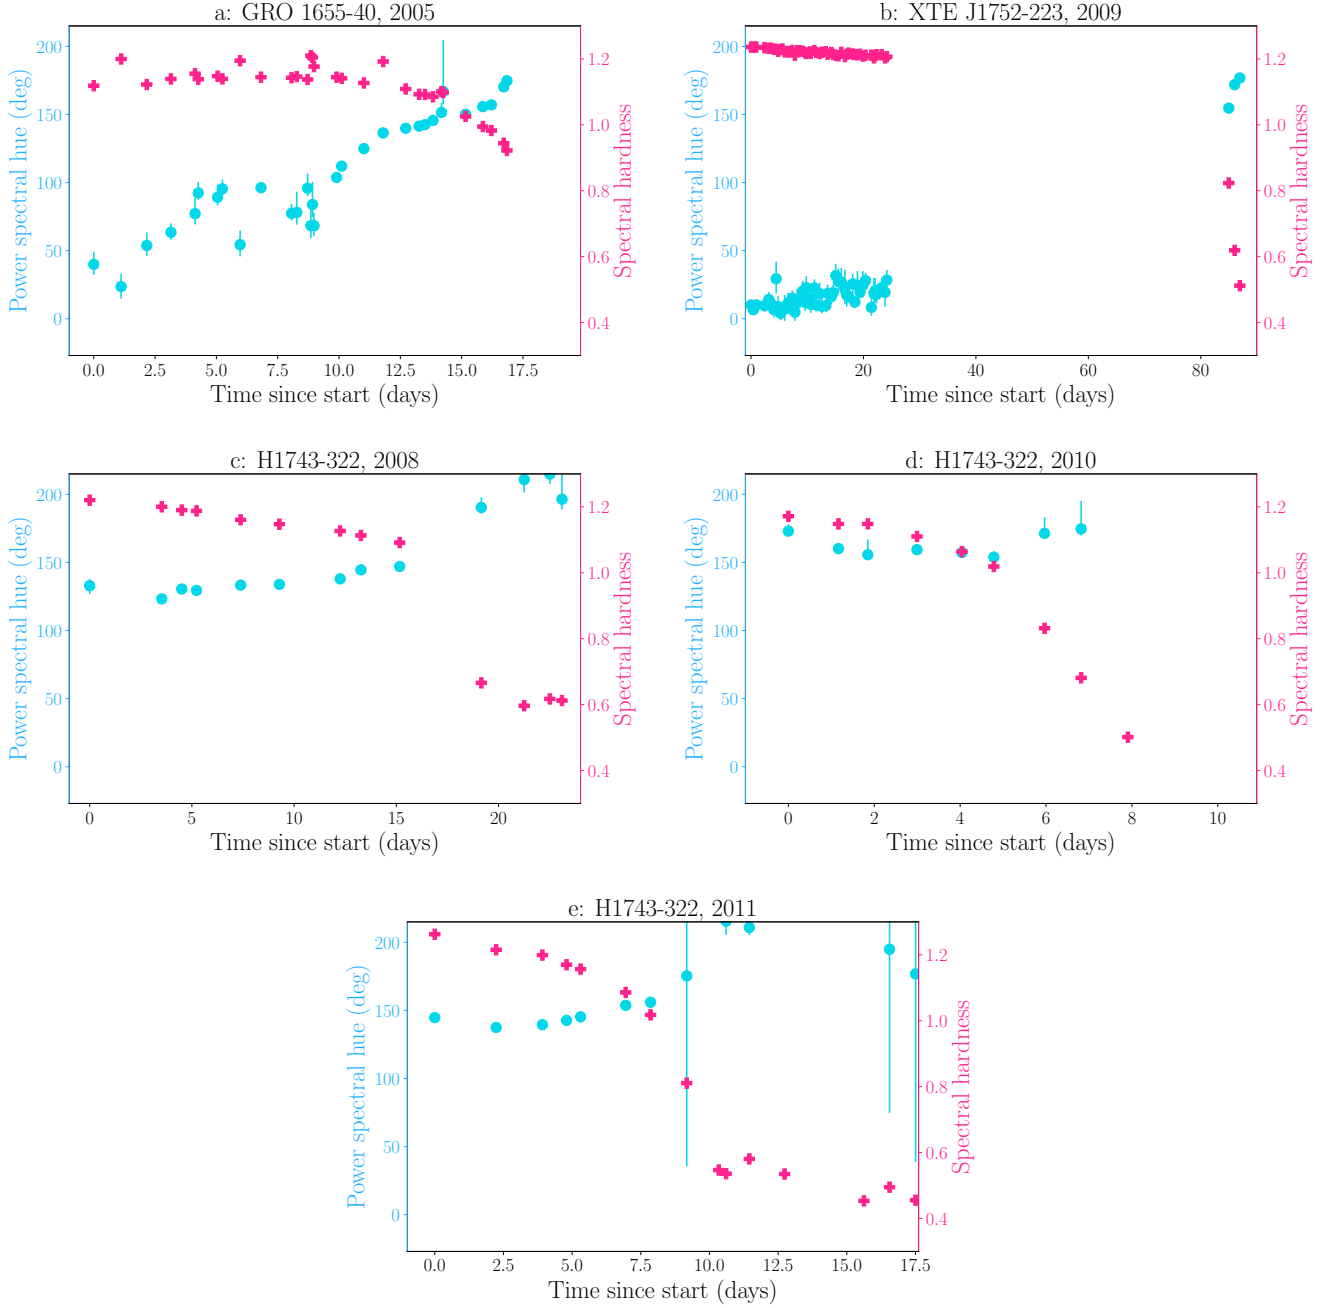 a: GRO 1655-40, 2005
200
150
100
50
0
Power spectral hue (deg)
1.2
1.0
0.8
0.6
0.4
Spectral hardness
0.0 2.5 5.0 7.5 10.0 12.5 15.0 17.5
Time since start (days)
b: XTE J1752-223, 2009
200
150
100
50
0
Power spectral hue (deg)
1.2
1.0
0.8
0.6
0.4
Spectral hardness
0 20 40 60 80
Time since start (days)
c: H1743-322, 2008
200
150
100
50
0
Power spectral hue (deg)
1.2
1.0
0.8
0.6
0.4
Spectral hardness
0 5 10 15 20
Time since start (days)
d: H1743-322, 2010
200
150
100
50
0
Power spectral hue (deg)
1.2
1.0
0.8
0.6
0.4
Spectral hardness
0 2 4 6 8 10
Time since start (days)
e: H1743-322, 2011
200
150
100
50
0
Power spectral hue (deg)
1.2
1.0
0.8
0.6
0.4
Spectral hardness
0.0 2.5 5.0 7.5 10.0 12.5 15.0 17.5
Time since start (days)